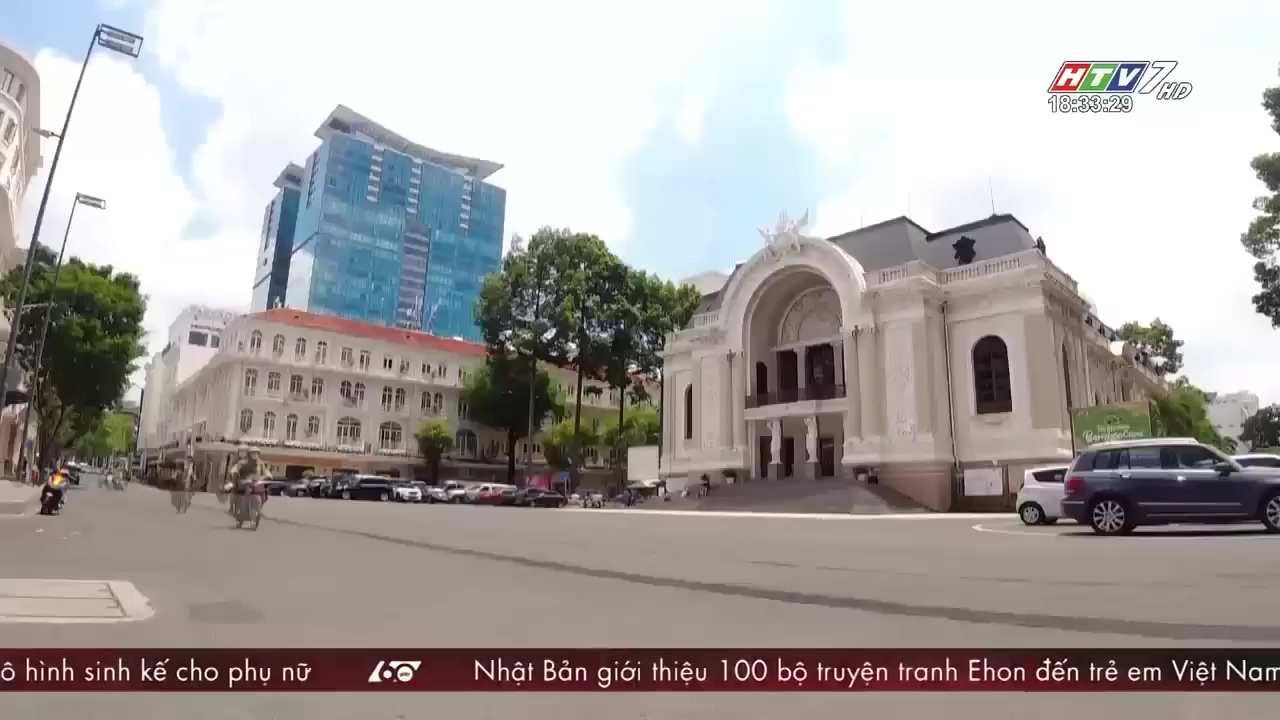 HTV7 HD
18:33:29
ô hình sinh kế cho phụ nữ 60 Nhật Bản giới thiệu 100 bộ truyện tranh Ehon đến trẻ em Việt Nam